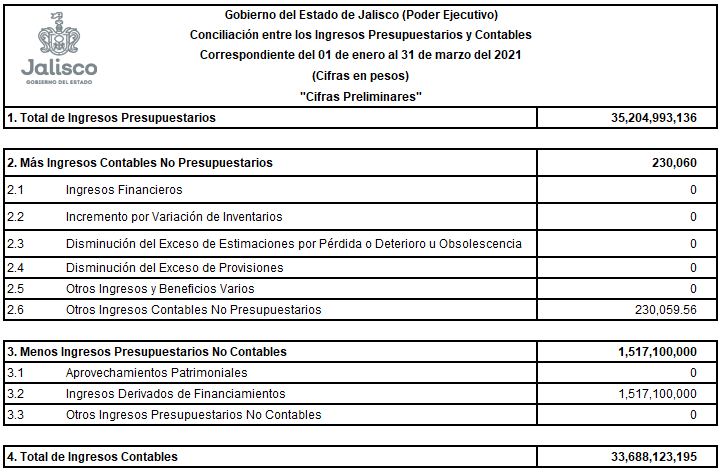 Jalisco
GOBIERNO DEL ESTADO
Gobierno del Estado de Jalisco (Poder Ejecutivo)
Conciliación entre los Ingresos Presupuestarios y Contables
Correspondiente del 01 de enero al 31 de marzo del 2021
(Cifras en pesos)
"Cifras Preliminares"
1. Total de Ingresos Presupuestarios 35,204,993,136
2. Más Ingresos Contables No Presupuestarios 230,060
2.1 Ingresos Financieros 0
2.2 Incremento por Variación de Inventarios 0
2.3 Disminución del Exceso de Estimaciones por Pérdida o Deterioro u Obsolescencia 0
2.4 Disminución del Exceso de Provisiones 0
2.5 Otros Ingresos y Beneficios Varios 0
2.6 Otros Ingresos Contables No Presupuestarios 230,059.56
3. Menos Ingresos Presupuestarios No Contables 1,517,100,000
3.1 Aprovechamientos Patrimoniales 0
3.2 Ingresos Derivados de Financiamientos 1,517,100,000
3.3 Otros Ingresos Presupuestarios No Contables 0
4. Total de Ingresos Contables 33,688,123,195